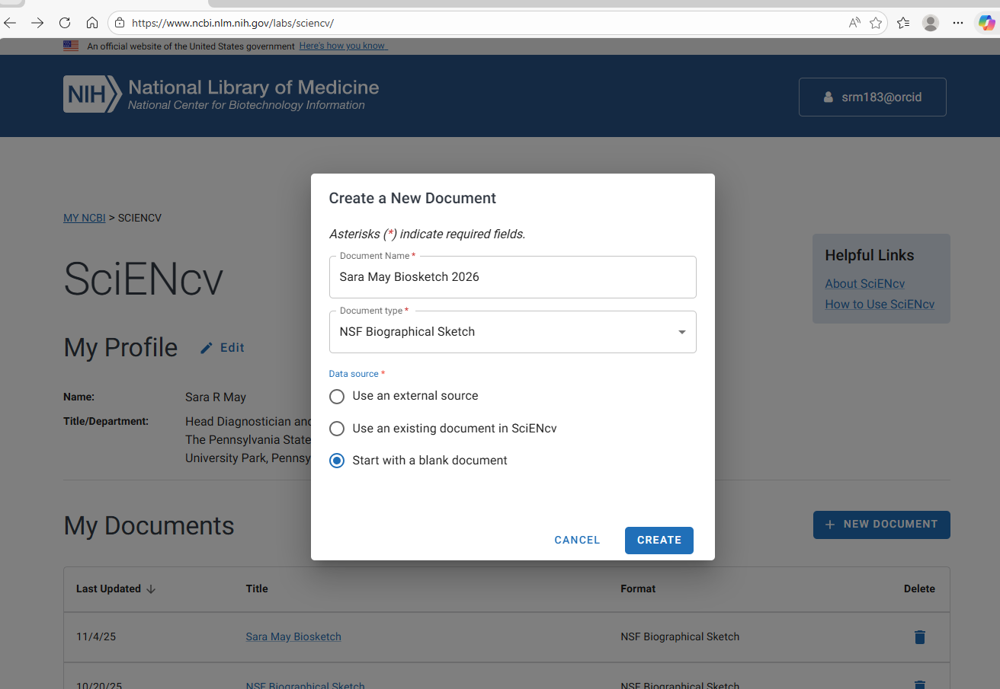 https://www.ncbi.nlm.nih.gov/labs/sciencv/
An official website of the United States government Here's how you know
NIH National Library of Medicine
National Center for Biotechnology Information
srm183@orcid
MY NCBI > SCIENCV
SciENcv
My Profile Edit
Name: Sara R May
Title/Department: Head Diagnostician and
The Pennsylvania State
University Park, Pennsy
Helpful Links
About SciENcv
How to Use SciENcv
Create a New Document
Asterisks (*) indicate required fields.
Document Name *
Sara May Biosketch 2026
Document type *
NSF Biographical Sketch
Data source *
Use an external source
Use an existing document in SciENcv
Start with a blank document
CANCEL CREATE
My Documents
+ NEW DOCUMENT
Last Updated Title Format Delete
11/4/25 Sara May Biosketch NSF Biographical Sketch
10/20/25 NSF Biographical Sketch NSF Biographical Sketch